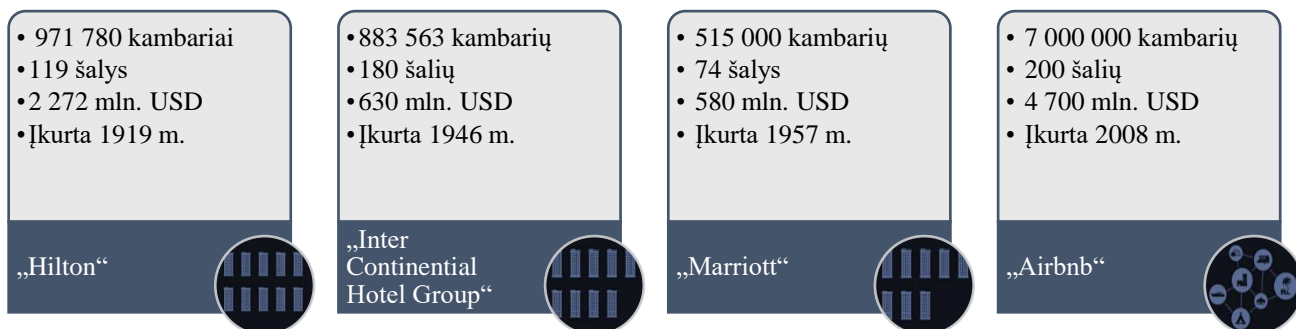 • 971 780 kambariai
•119 šalys
•2 272 mln. USD
•Įkurta 1919 m.
„Hilton“
•883 563 kambarių
•180 šalių
•630 mln. USD
•Įkurta 1946 m.
„Inter
Continential
Hotel Group“
• 515 000 kambarių
• 74 šalys
• 580 mln. USD
• Įkurta 1957 m.
„Marriott“
• 7 000 000 kambarių
• 200 šalių
• 4 700 mln. USD
• Įkurta 2008 m.
„Airbnb“